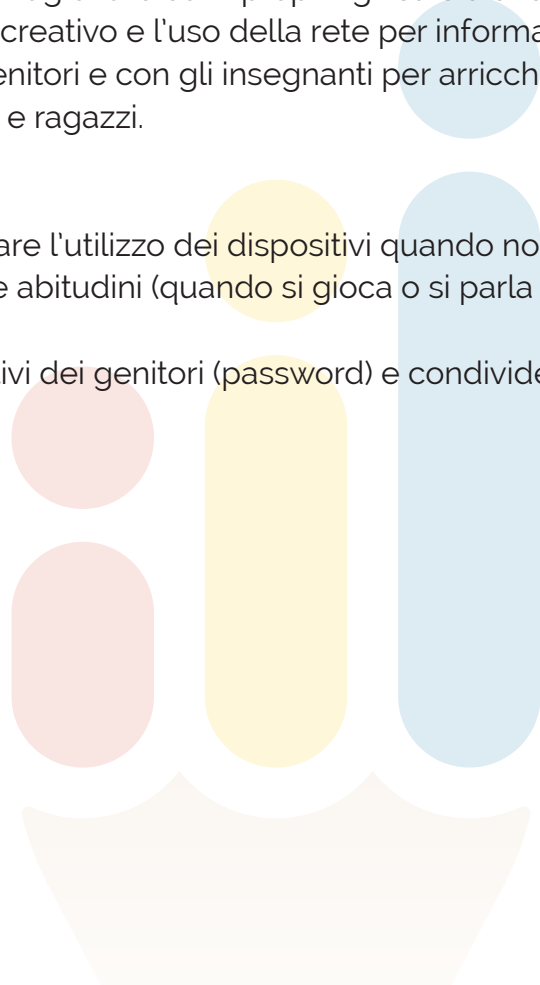 creativo e l’uso della rete per informa
enitori e con gli insegnanti per arricch
e ragazzi.
are l’utilizzo dei dispositivi quando no
e abitudini (quando si gioca o si parla
ivi dei genitori (password) e condivide